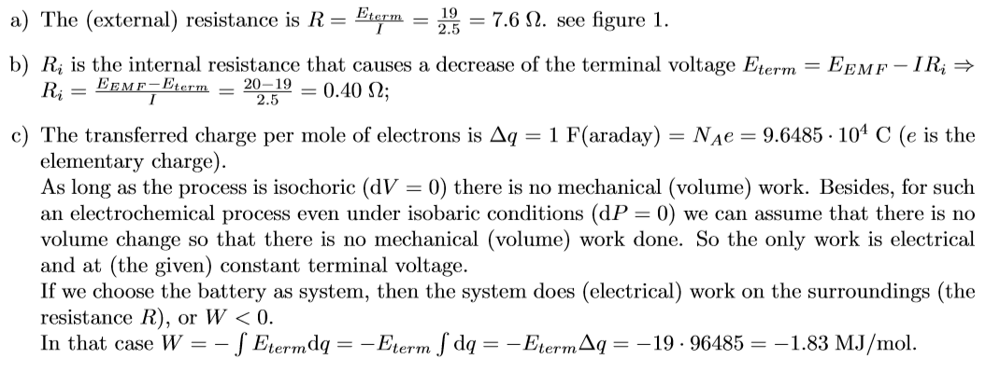 a) The (external) resistance is R = E_term/I = 19/2.5 = 7.6 Ω. see figure 1.
b) R_i is the internal resistance that causes a decrease of the terminal voltage E_term = E_EMF − IR_i ⇒
R_i = (E_EMF−E_term)/I = (20−19)/2.5 = 0.40 Ω;
c) The transferred charge per mole of electrons is Δq = 1 F(araday) = N_A e = 9.6485 · 10⁴ C (e is the
elementary charge).
As long as the process is isochoric (dV = 0) there is no mechanical (volume) work. Besides, for such
an electrochemical process even under isobaric conditions (dP = 0) we can assume that there is no
volume change so that there is no mechanical (volume) work done. So the only work is electrical
and at (the given) constant terminal voltage.
If we choose the battery as system, then the system does (electrical) work on the surroundings (the
resistance R), or W < 0.
In that case W = − ∫ E_term dq = −E_term ∫ dq = −E_term Δq = −19 · 96485 = −1.83 MJ/mol.